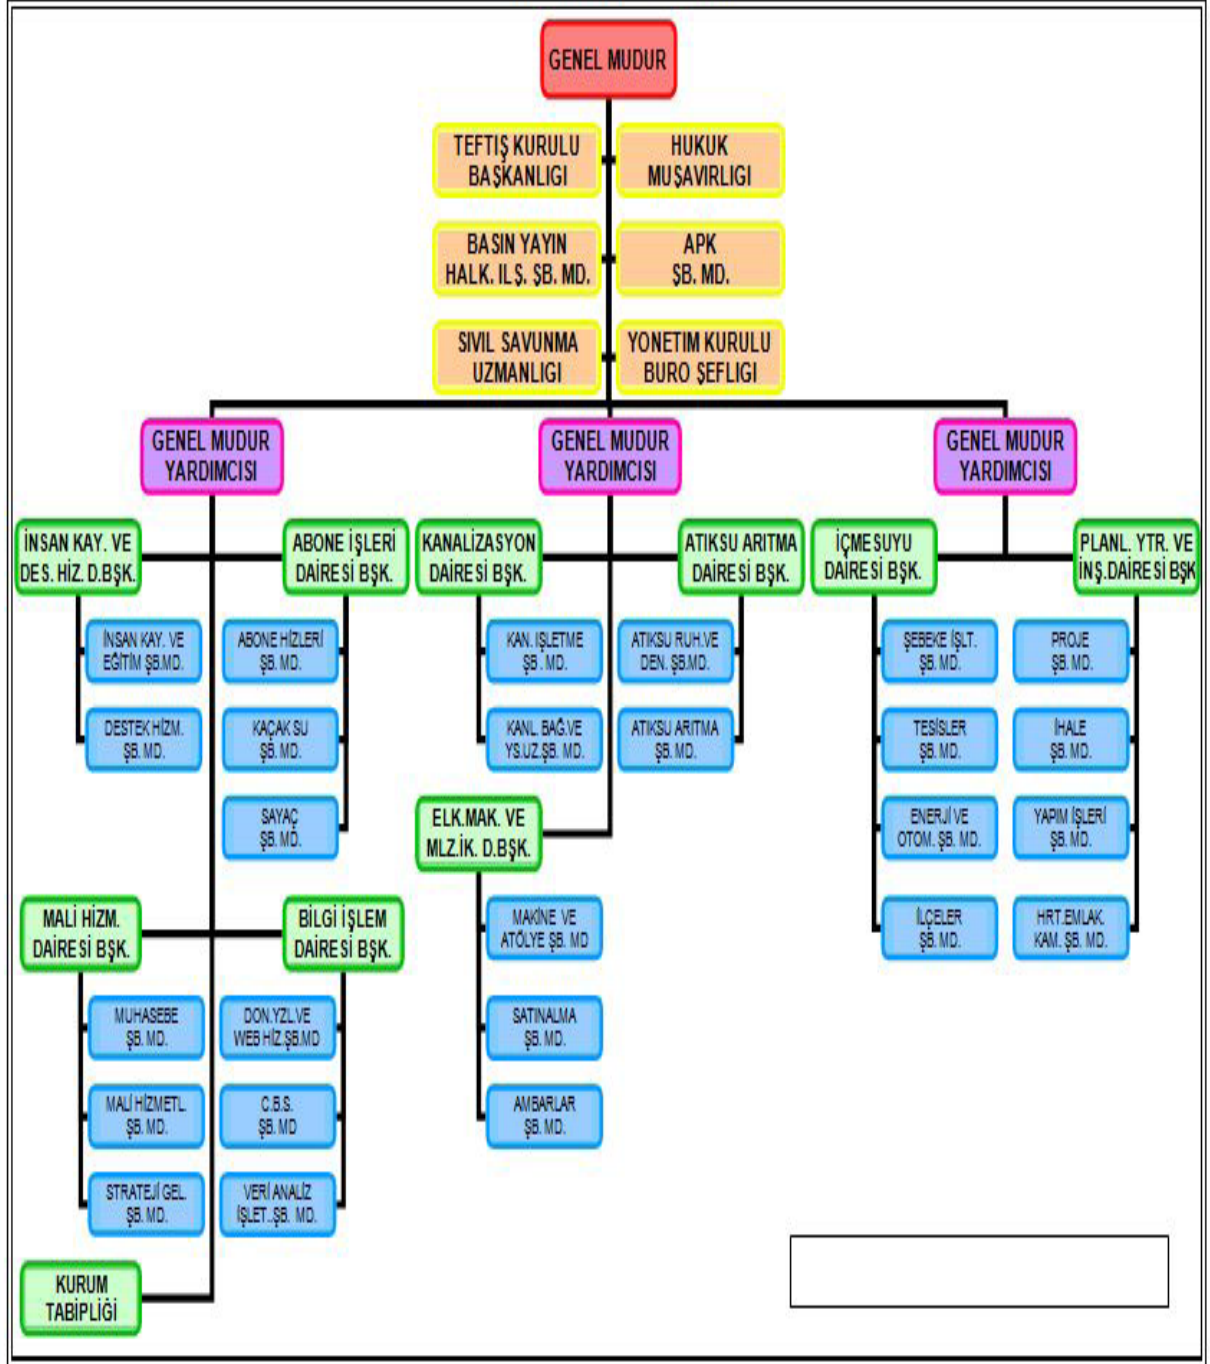 GENEL MUDUR
TEFTIŞ KURULU
BAŞKANLIGI
HUKUK
MUŞAVIRLIGI
BASIN YAYIN
HALK. ILŞ. ŞB. MD.
APK
ŞB. MD.
SIVIL SAVUNMA
UZMANLIGI
YONETIM KURULU
BURO ŞEFLIGI
GENEL MUDUR
YARDIMCISI
GENEL MUDUR
YARDIMCISI
GENEL MUDUR
YARDIMCISI
İNSAN KAY. VE
DES. HİZ. D.BŞK.
ABONE İŞLERİ
DAİRESİ BŞK.
KANALİZASYON
DAİRESİ BŞK.
ATIKSU ARITMA
DAİRESİ BŞK.
İÇMESUYU
DAİRESİ BŞK.
PLANL. YTR. VE
İNŞ.DAİRESİ BŞK
İNSAN KAY. VE
EĞİTİM ŞB.MD.
ABONE HİZLERİ
ŞB. MD.
KAN. IŞLETME
ŞB . MD.
ATIKSU RUH.VE
DEN. ŞB.MD.
ŞEBEKE İŞLT.
ŞB. MD.
PROJE
ŞB. MD.
DESTEK HİZM.
ŞB. MD.
KAÇAK SU
ŞB. MD.
KANL. BAĞ.VE
YS.UZ.ŞB. MD.
ATIKSU ARITMA
ŞB. MD.
TESİSLER
ŞB. MD.
İHALE
ŞB. MD.
SAYAÇ
ŞB. MD.
ELK.MAK. VE
MLZ.İK. D.BŞK.
ENERJİ VE
OTOM. ŞB. MD.
YAPIM İŞLERİ
ŞB. MD.
MALİ HİZM.
DAİRESİ BŞK.
BİLGİ İŞLEM
DAİRESİ BŞK.
MAKİNE VE
ATÖLYE ŞB. MD
İLÇELER
ŞB. MD.
HRT.EMLAK.
KAM. ŞB. MD.
MUHASEBE
ŞB. MD.
DON.YZL.VE
WEB HİZ.ŞB.MD
SATINALMA
ŞB. MD.
MALİ HİZMETL.
ŞB. MD.
C.B.S.
ŞB. MD
AMBARLAR
ŞB. MD.
STRATEJİ GEL.
ŞB. MD.
VERİ ANALİZ
İŞLET..ŞB. MD.
KURUM
TABİPLİĞİ